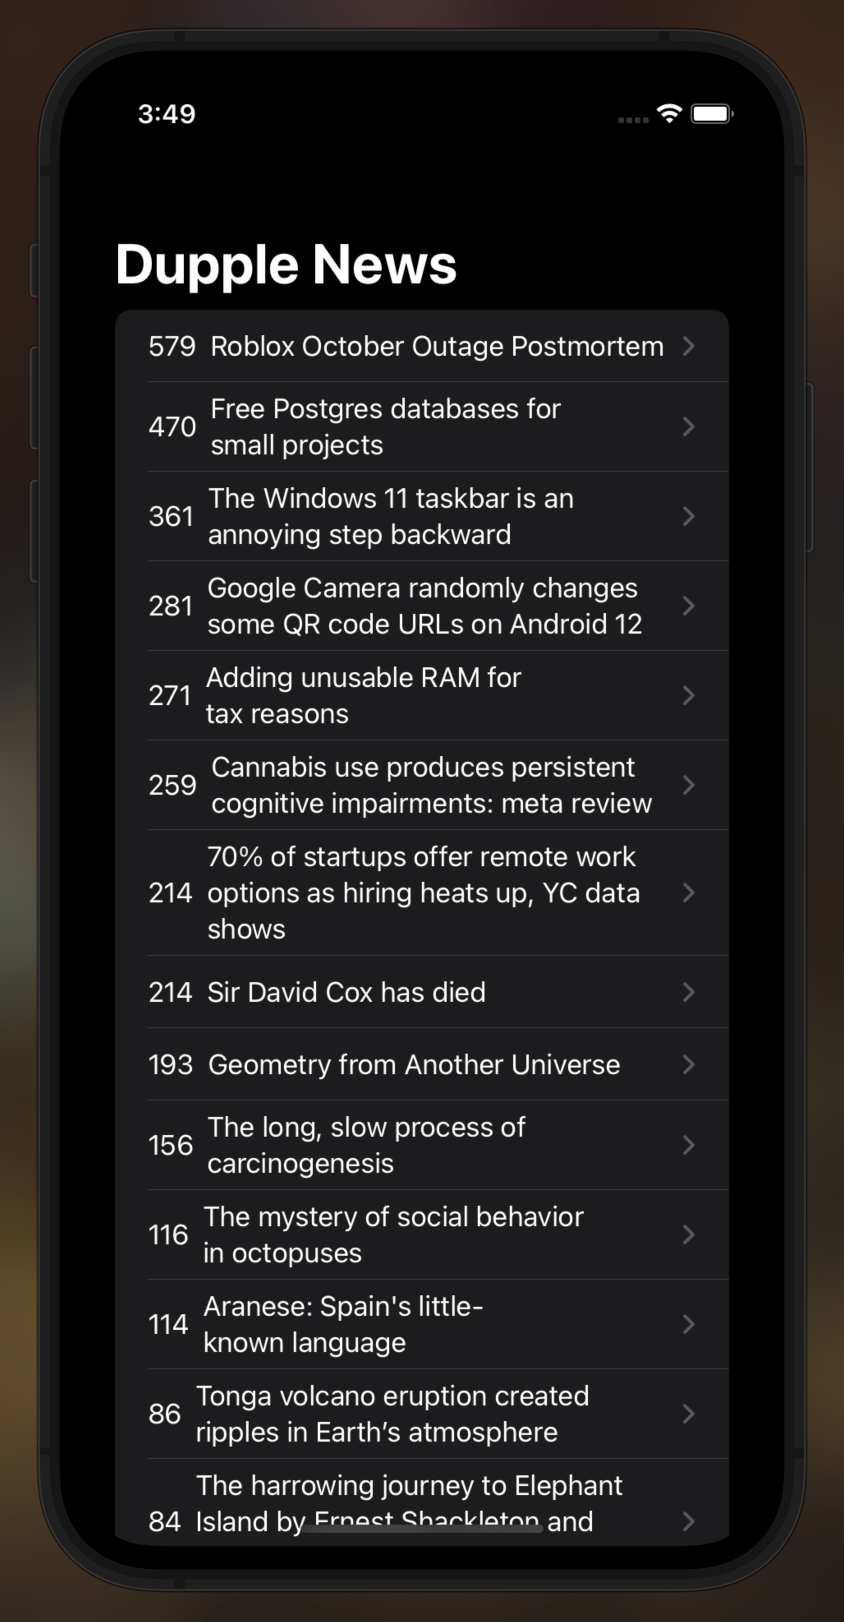 3:49
Dupple News
579 Roblox October Outage Postmortem
470 Free Postgres databases for
small projects
361 The Windows 11 taskbar is an
annoying step backward
281 Google Camera randomly changes
some QR code URLs on Android 12
271 Adding unusable RAM for
tax reasons
259 Cannabis use produces persistent
cognitive impairments: meta review
214 70% of startups offer remote work
options as hiring heats up, YC data
shows
214 Sir David Cox has died
193 Geometry from Another Universe
156 The long, slow process of
carcinogenesis
116 The mystery of social behavior
in octopuses
114 Aranese: Spain's little-
known language
86 Tonga volcano eruption created
ripples in Earth’s atmosphere
84 The harrowing journey to Elephant
Island by Ernest Shackleton and